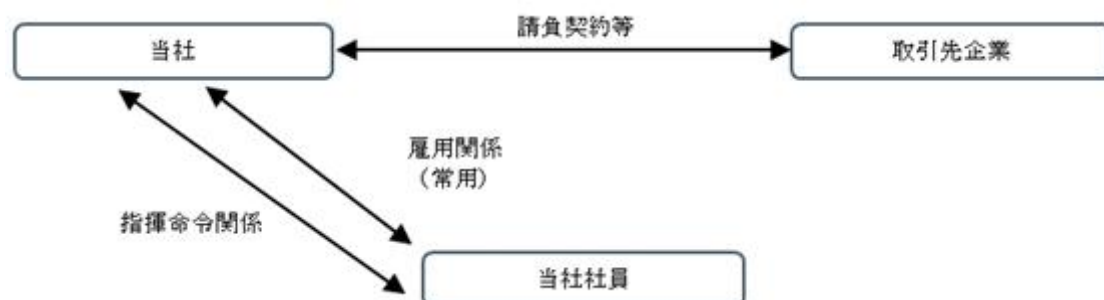 請負契約等
当社
取引先企業
雇用関係
（常用）
指揮命令関係
当社社員